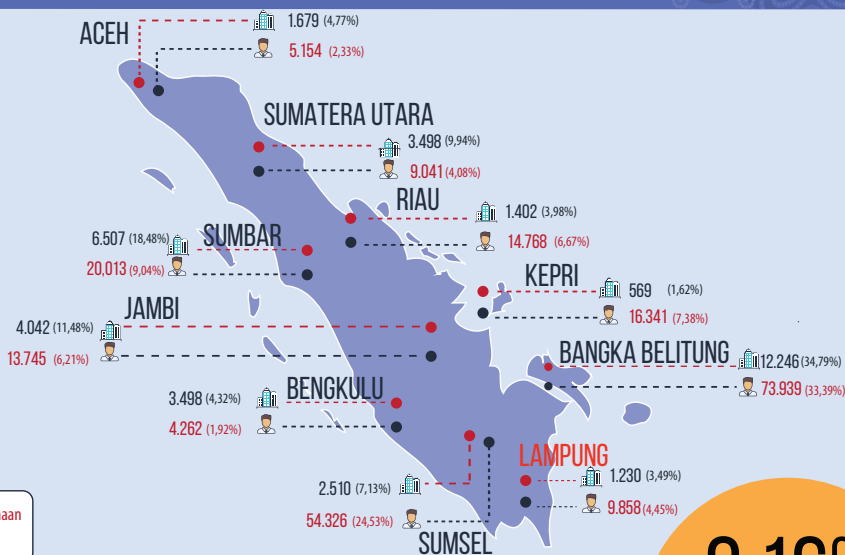 ACEH
1.679 (4,77%)
5.154 (2,33%)
SUMATERA UTARA
3.498 (9,94%)
9.041 (4,08%)
RIAU
1.402 (3,98%)
14.768 (6,67%)
SUMBAR
6.507 (18,48%)
20,013 (9,04%)
KEPRI
569 (1,62%)
16.341 (7,38%)
JAMBI
4.042 (11,48%)
13.745 (6,21%)
BANGKA BELITUNG
12.246 (34,79%)
73.939 (33,39%)
BENGKULU
3.498 (4,32%)
4.262 (1,92%)
LAMPUNG
1.230 (3,49%)
9.858 (4,45%)
2.510 (7,13%)
54.326 (24,53%)
SUMSEL